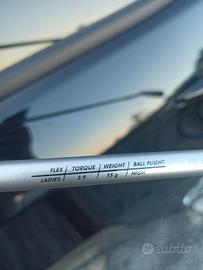 FLEX TORQUE WEIGHT BALL FLIGHT
LADIES 3.9 55 g HIGH
subito